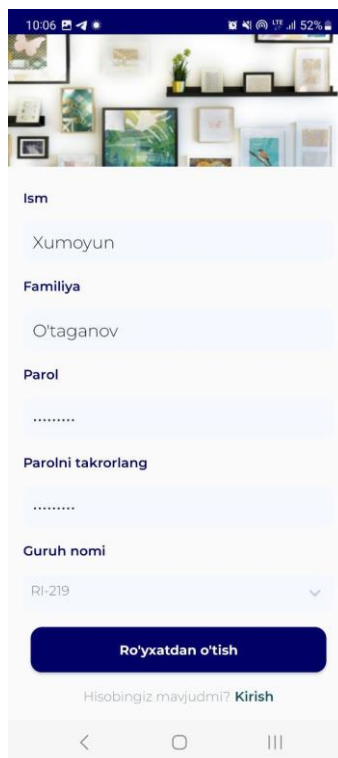 10:06 LTE 52%
Ism
Xumoyun
Familiya
O'taganov
Parol
.........
Parolni takrorlang
.........
Guruh nomi
RI-219
Ro'yxatdan o'tish
Hisobingiz mavjudmi? Kirish